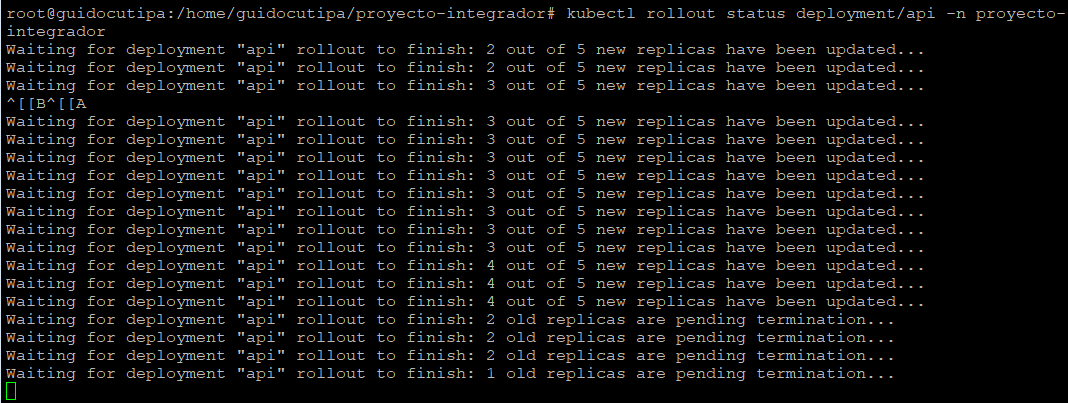 root@guidocutipa:/home/guidocutipa/proyecto-integrador# kubectl rollout status deployment/api -n proyecto-
integrador
Waiting for deployment "api" rollout to finish: 2 out of 5 new replicas have been updated...
Waiting for deployment "api" rollout to finish: 2 out of 5 new replicas have been updated...
Waiting for deployment "api" rollout to finish: 3 out of 5 new replicas have been updated...
^[[B^[[A
Waiting for deployment "api" rollout to finish: 3 out of 5 new replicas have been updated...
Waiting for deployment "api" rollout to finish: 3 out of 5 new replicas have been updated...
Waiting for deployment "api" rollout to finish: 3 out of 5 new replicas have been updated...
Waiting for deployment "api" rollout to finish: 3 out of 5 new replicas have been updated...
Waiting for deployment "api" rollout to finish: 3 out of 5 new replicas have been updated...
Waiting for deployment "api" rollout to finish: 3 out of 5 new replicas have been updated...
Waiting for deployment "api" rollout to finish: 3 out of 5 new replicas have been updated...
Waiting for deployment "api" rollout to finish: 3 out of 5 new replicas have been updated...
Waiting for deployment "api" rollout to finish: 4 out of 5 new replicas have been updated...
Waiting for deployment "api" rollout to finish: 4 out of 5 new replicas have been updated...
Waiting for deployment "api" rollout to finish: 4 out of 5 new replicas have been updated...
Waiting for deployment "api" rollout to finish: 2 old replicas are pending termination...
Waiting for deployment "api" rollout to finish: 2 old replicas are pending termination...
Waiting for deployment "api" rollout to finish: 2 old replicas are pending termination...
Waiting for deployment "api" rollout to finish: 1 old replicas are pending termination...